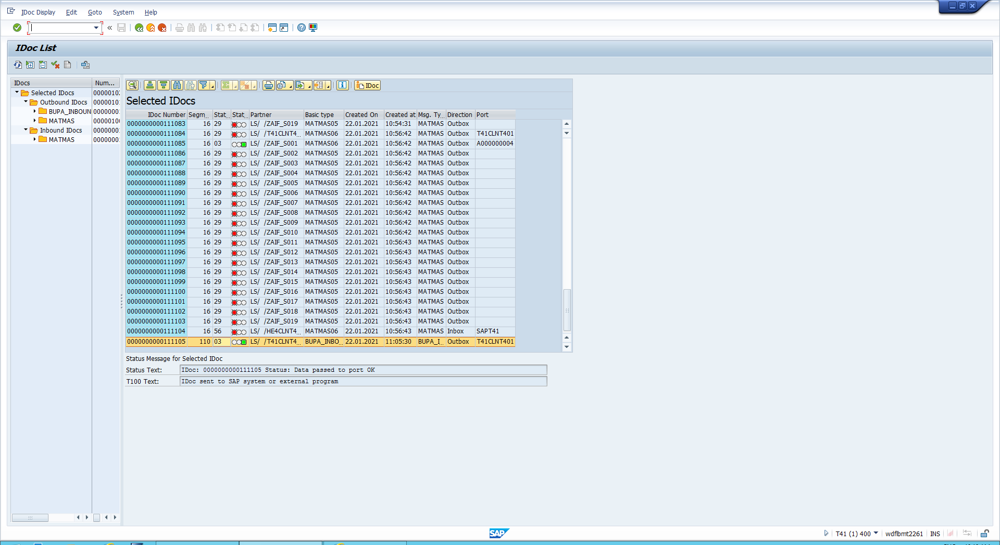 IDoc Display Edit Goto System Help
IDoc List
IDocs Num...
Selected IDocs 0000010
Outbound IDocs 0000010
BUPA_INBOUN 0000000
MATMAS 0000010
Inbound IDocs 0000000
MATMAS 0000000
IDoc
Selected IDocs
IDoc Number Segm... Stat... Stat... Partner Basic type Created On Created at Msg. Ty... Direction Port
0000000000111083 16 29 LS/ /ZAIF_S019 MATMAS05 22.01.2021 10:54:31 MATMAS Outbox
0000000000111084 16 29 LS/ /T41CLNT4... MATMAS06 22.01.2021 10:56:42 MATMAS Outbox T41CLNT401
0000000000111085 16 03 LS/ /ZAIF_S001 MATMAS06 22.01.2021 10:56:42 MATMAS Outbox A000000004
0000000000111086 16 29 LS/ /ZAIF_S002 MATMAS05 22.01.2021 10:56:42 MATMAS Outbox
0000000000111087 16 29 LS/ /ZAIF_S003 MATMAS05 22.01.2021 10:56:42 MATMAS Outbox
0000000000111088 16 29 LS/ /ZAIF_S004 MATMAS05 22.01.2021 10:56:42 MATMAS Outbox
0000000000111089 16 29 LS/ /ZAIF_S005 MATMAS05 22.01.2021 10:56:42 MATMAS Outbox
0000000000111090 16 29 LS/ /ZAIF_S006 MATMAS05 22.01.2021 10:56:42 MATMAS Outbox
0000000000111091 16 29 LS/ /ZAIF_S007 MATMAS05 22.01.2021 10:56:42 MATMAS Outbox
0000000000111092 16 29 LS/ /ZAIF_S008 MATMAS05 22.01.2021 10:56:42 MATMAS Outbox
0000000000111093 16 29 LS/ /ZAIF_S009 MATMAS05 22.01.2021 10:56:42 MATMAS Outbox
0000000000111094 16 29 LS/ /ZAIF_S010 MATMAS05 22.01.2021 10:56:42 MATMAS Outbox
0000000000111095 16 29 LS/ /ZAIF_S011 MATMAS05 22.01.2021 10:56:43 MATMAS Outbox
0000000000111096 16 29 LS/ /ZAIF_S012 MATMAS05 22.01.2021 10:56:43 MATMAS Outbox
0000000000111097 16 29 LS/ /ZAIF_S013 MATMAS05 22.01.2021 10:56:43 MATMAS Outbox
0000000000111098 16 29 LS/ /ZAIF_S014 MATMAS05 22.01.2021 10:56:43 MATMAS Outbox
0000000000111099 16 29 LS/ /ZAIF_S015 MATMAS05 22.01.2021 10:56:43 MATMAS Outbox
0000000000111100 16 29 LS/ /ZAIF_S016 MATMAS05 22.01.2021 10:56:43 MATMAS Outbox
0000000000111101 16 29 LS/ /ZAIF_S017 MATMAS05 22.01.2021 10:56:43 MATMAS Outbox
0000000000111102 16 29 LS/ /ZAIF_S018 MATMAS05 22.01.2021 10:56:43 MATMAS Outbox
0000000000111103 16 29 LS/ /ZAIF_S019 MATMAS05 22.01.2021 10:56:43 MATMAS Outbox
0000000000111104 16 56 LS/ /HE4CLNT4... MATMAS06 22.01.2021 10:56:43 MATMAS Inbox SAPT41
0000000000111105 110 03 LS/ /T41CLNT4... BUPA_INBO... 22.01.2021 11:05:30 BUPA_I... Outbox T41CLNT401
Status Message for Selected IDoc
Status Text: IDoc: 0000000000111105 Status: Data passed to port OK
T100 Text: IDoc sent to SAP system or external program
SAP
T41 (1) 400 wdflbmt2261 INS